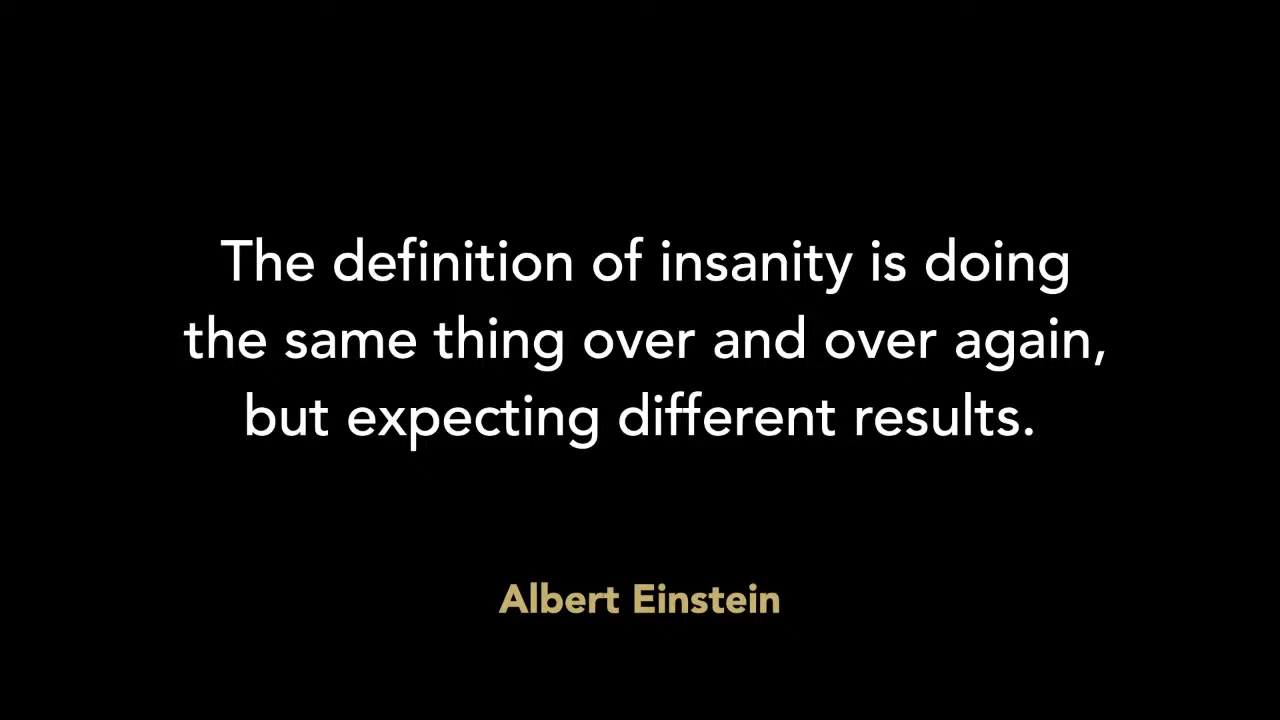 The definition of insanity is doing
the same thing over and over again,
but expecting different results.
Albert Einstein